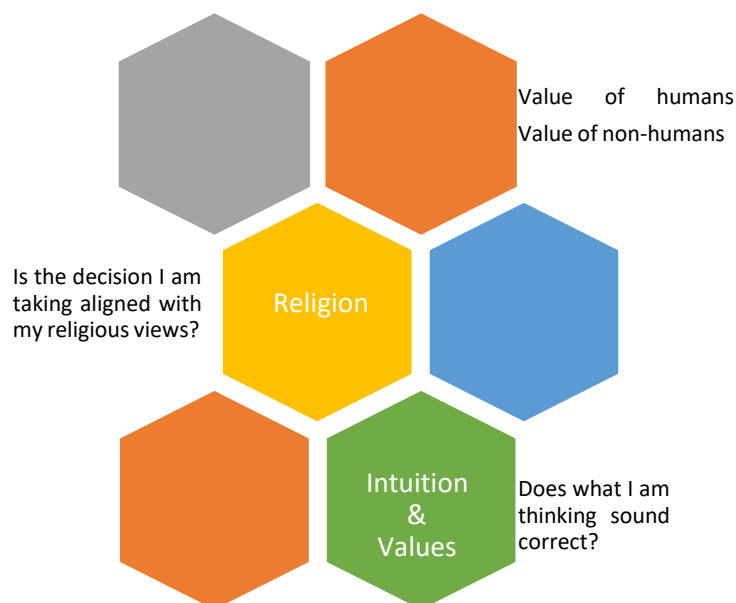 Value of humans
Value of non-humans
Is the decision I am
taking aligned with
my religious views?
Religion
Intuition
&
Values
Does what I am
thinking sound
correct?